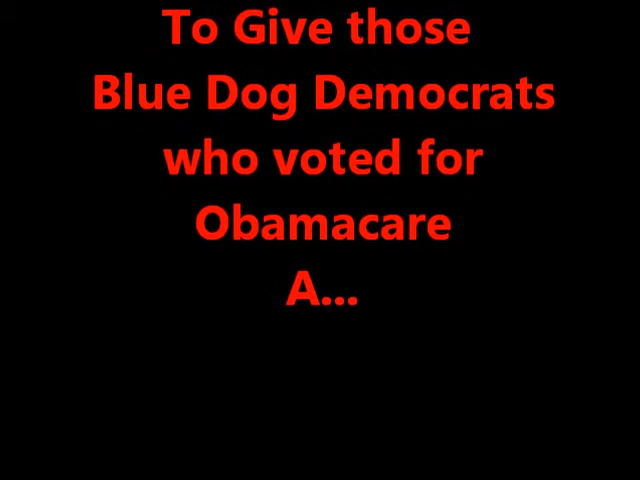 To Give those
Blue Dog Democrats
who voted for
Obamacare
A...